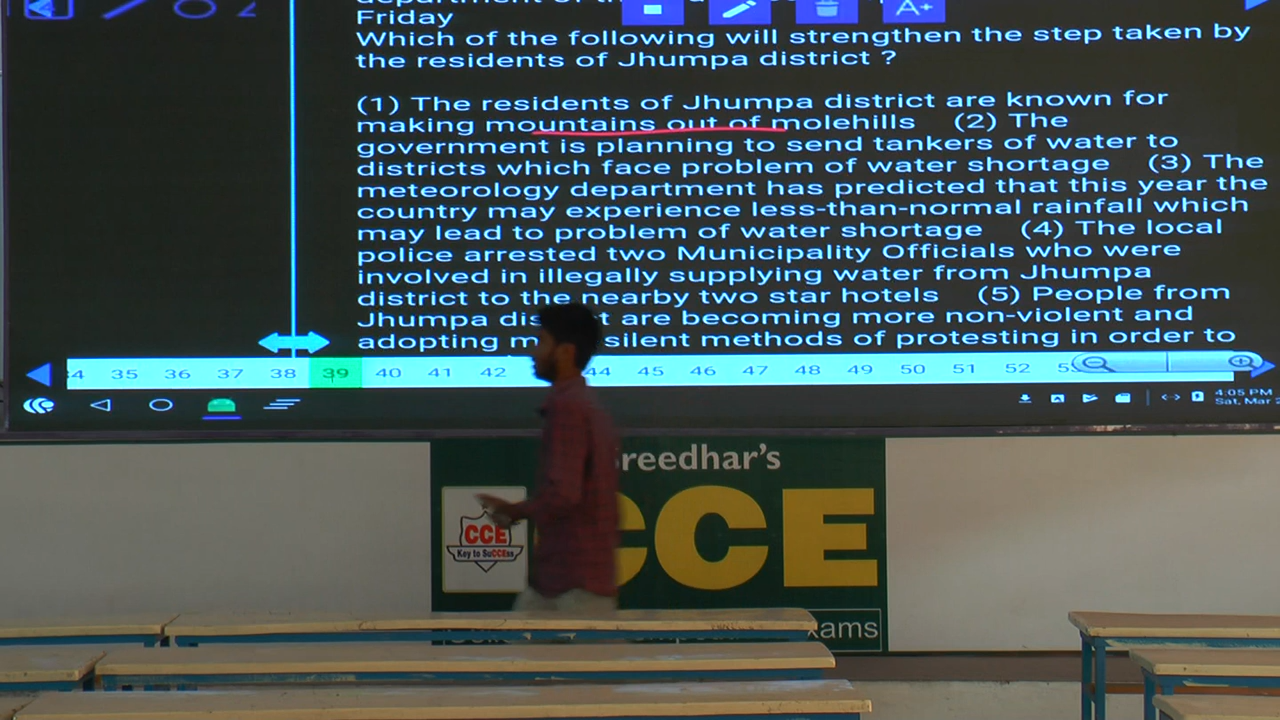 A+
Friday
Which of the following will strengthen the step taken by
the residents of Jhumpa district ?
(1) The residents of Jhumpa district are known for
making mountains out of molehills (2) The
government is planning to send tankers of water to
districts which face problem of water shortage (3) The
meteorology department has predicted that this year the
country may experience less-than-normal rainfall which
may lead to problem of water shortage (4) The local
police arrested two Municipality Officials who were
involved in illegally supplying water from Jhumpa
district to the nearby two star hotels (5) People from
Jhumpa are becoming more non-violent and
adopting silent methods of protesting in order to
35 36 37 38 39 40 41 42 44 45 46 47 48 49 50 51 52
4:05 PM
Sat, Mar
reedhar's
CCE
CCE
Key to SuCCEss
xams